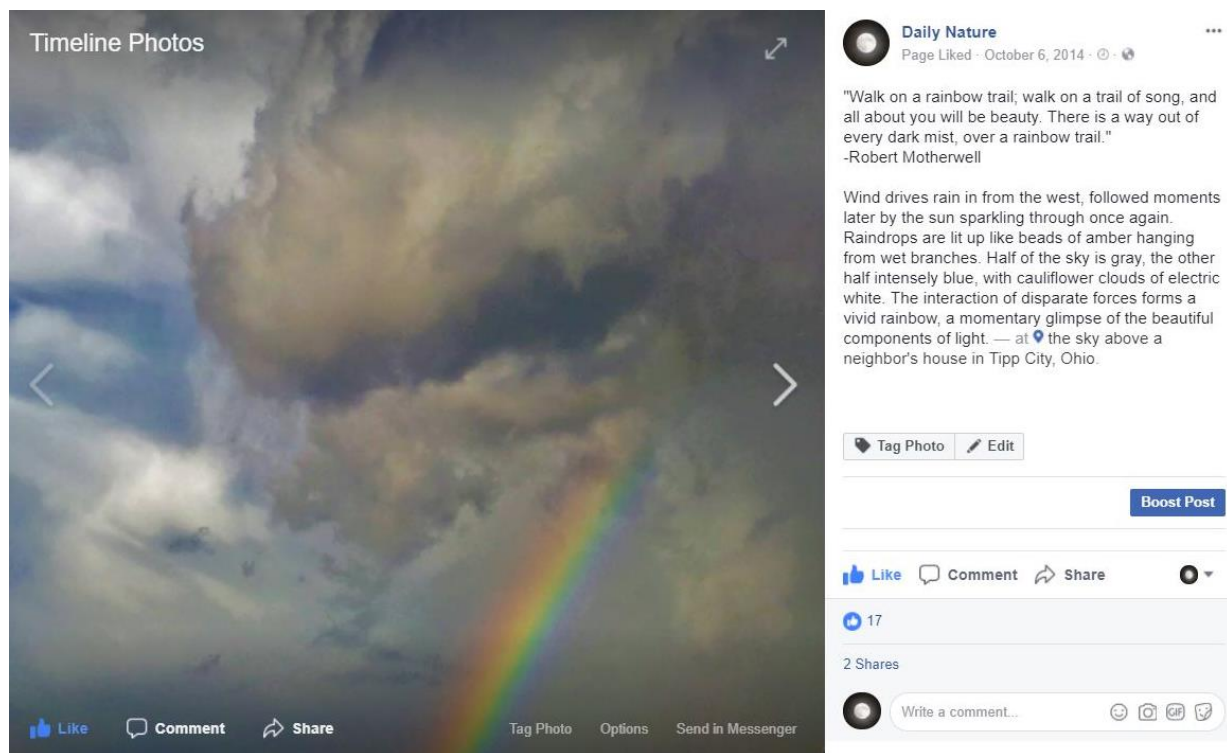 Timeline Photos
Like Comment Share Tag Photo Options Send in Messenger
Daily Nature
Page Liked · October 6, 2014 ·
"Walk on a rainbow trail; walk on a trail of song, and
all about you will be beauty. There is a way out of
every dark mist, over a rainbow trail."
-Robert Motherwell
Wind drives rain in from the west, followed moments
later by the sun sparkling through once again.
Raindrops are lit up like beads of amber hanging
from wet branches. Half of the sky is gray, the other
half intensely blue, with cauliflower clouds of electric
white. The interaction of disparate forces forms a
vivid rainbow, a momentary glimpse of the beautiful
components of light. — at the sky above a
neighbor's house in Tipp City, Ohio.
Tag Photo Edit
Boost Post
Like Comment Share
17
2 Shares
Write a comment... GIF